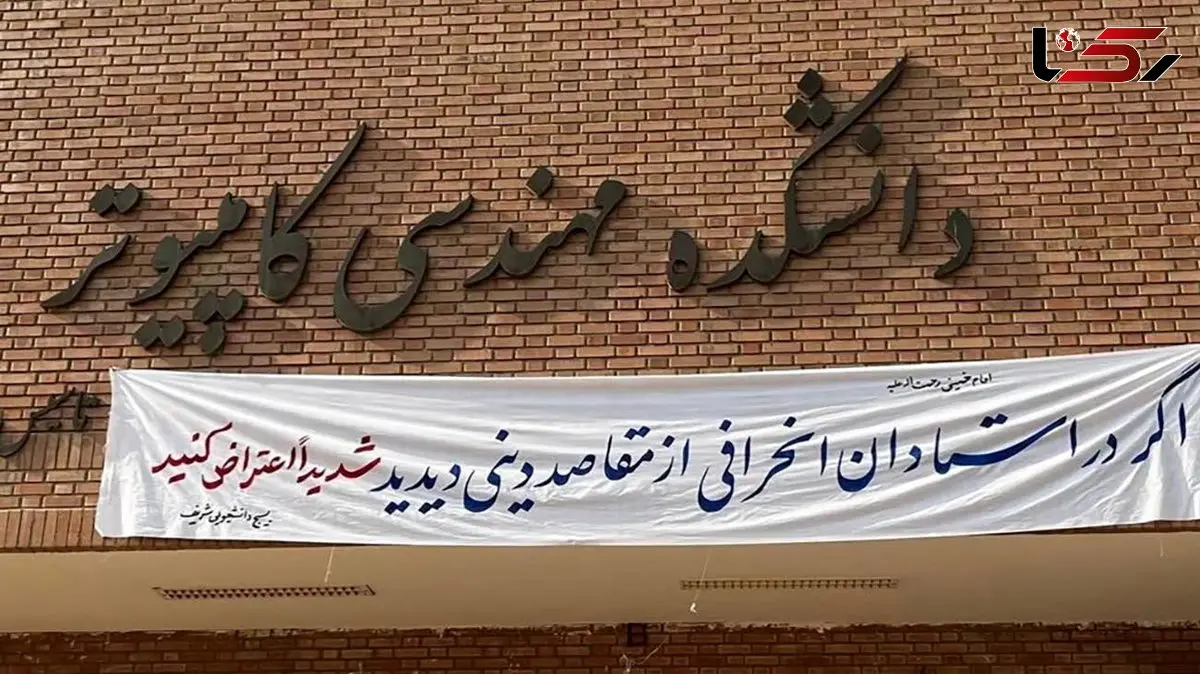 رکنا
دانشکده مهندسی کامپیوتر
امام خمینی رحمت الله علیه
اگر در استادان انحرافی از مقاصد دینی دیدید شدیداً اعتراض کنید
بسیج دانشجویی شریف